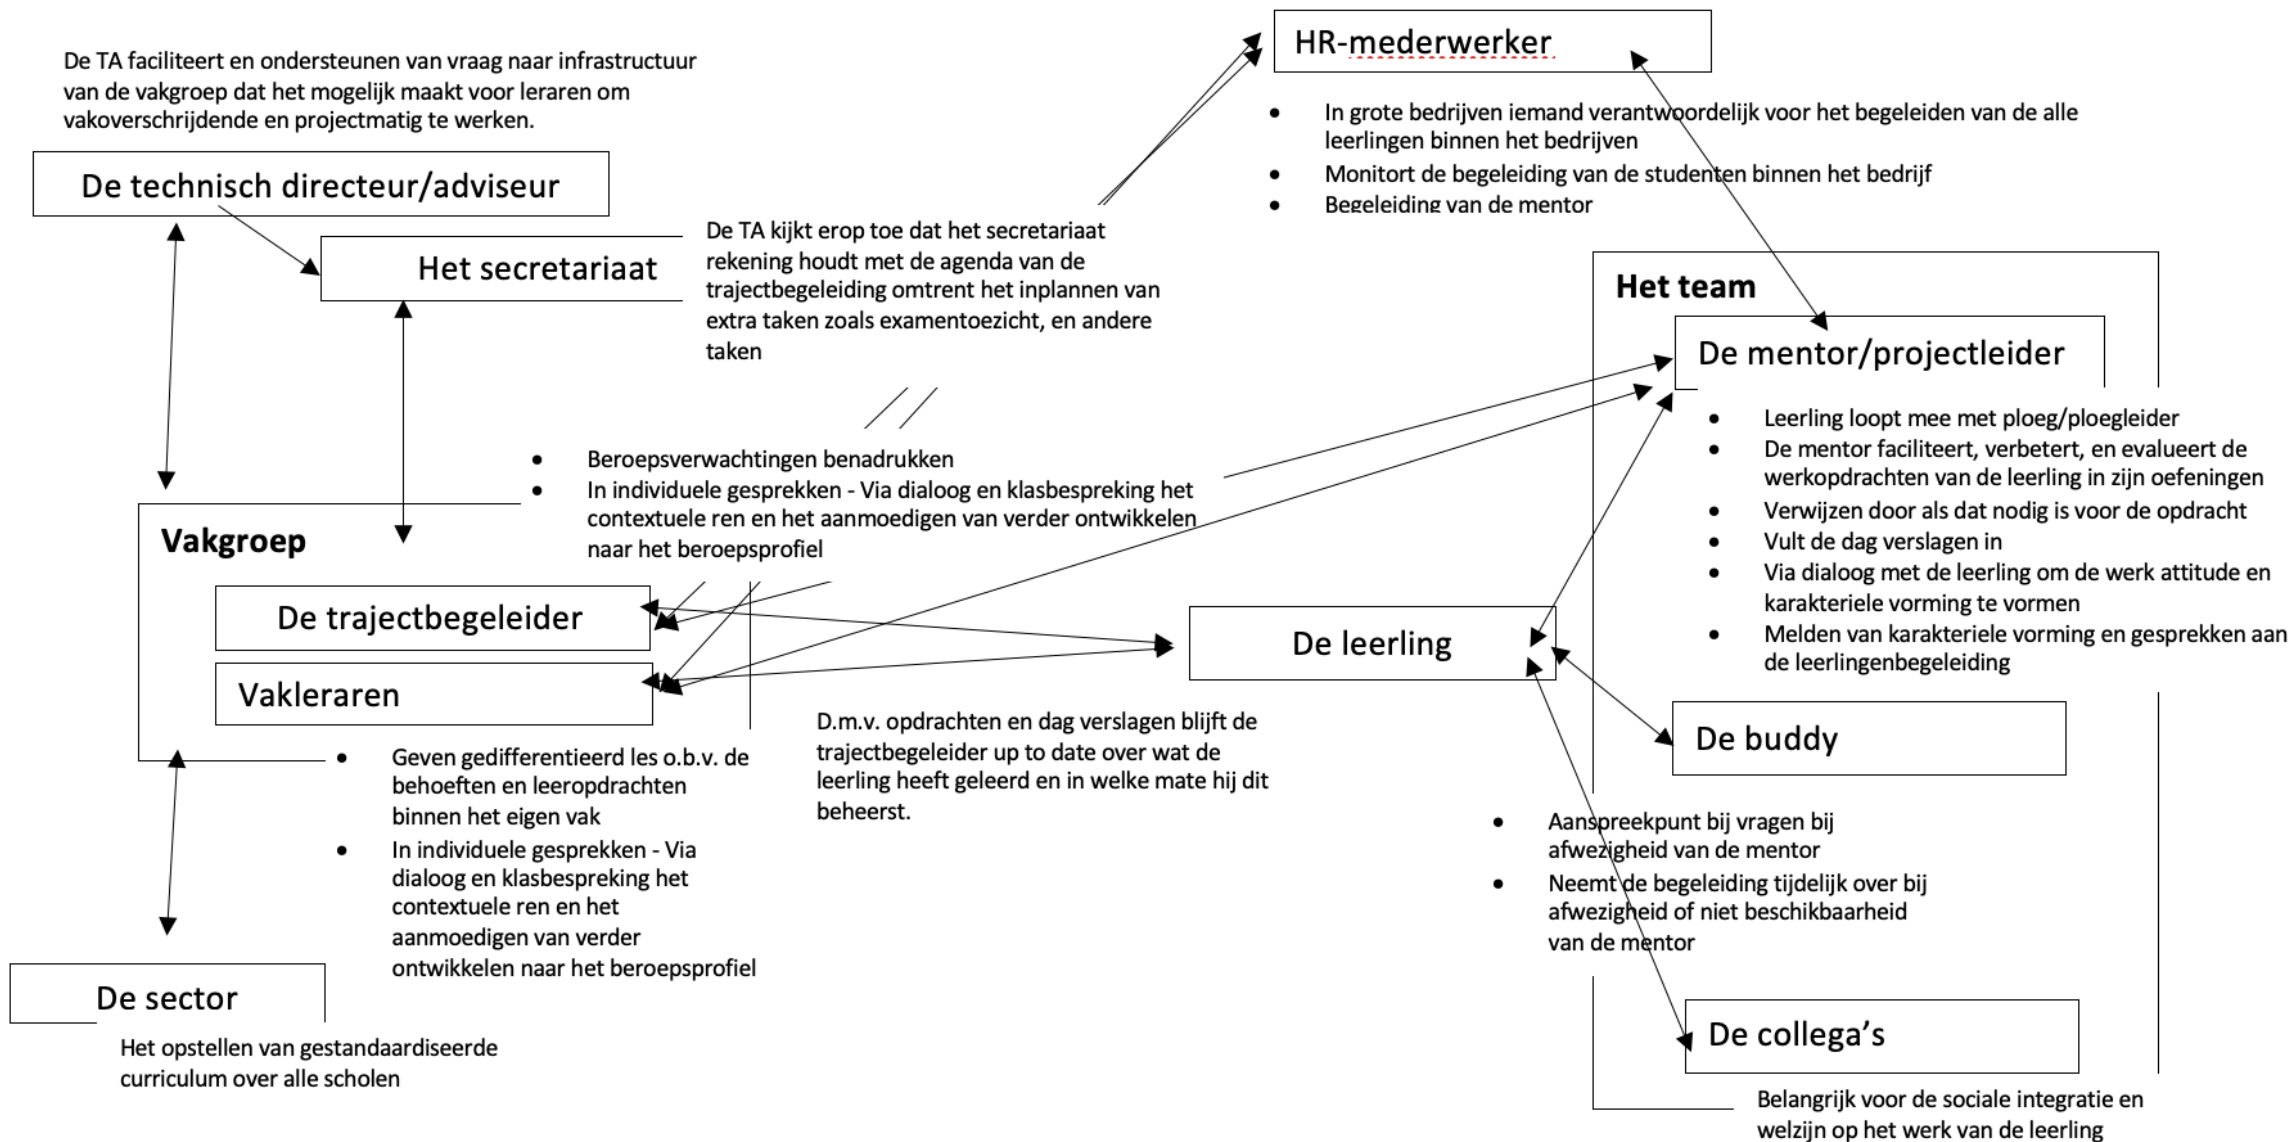 De TA faciliteert en ondersteunen van vraag naar infrastructuur
van de vakgroep dat het mogelijk maakt voor leraren om
vakoverschrijdende en projectmatig te werken.
De technisch directeur/adviseur
Het secretariaat
De TA kijkt erop toe dat het secretariaat
rekening houdt met de agenda van de
trajectbegeleiding omtrent het inplannen van
extra taken zoals examentoezicht, en andere
taken
HR-mederwerker
• In grote bedrijven iemand verantwoordelijk voor het begeleiden van de alle
leerlingen binnen het bedrijven
• Monitort de begeleiding van de studenten binnen het bedrijf
• Begeleiding van de mentor
Het team
De mentor/projectleider
• Leerling loopt mee met ploeg/ploegleider
• De mentor faciliteert, verbetert, en evalueert de
werkopdrachten van de leerling in zijn oefeningen
• Verwijzen door als dat nodig is voor de opdracht
• Vult de dag verslagen in
• Via dialoog met de leerling om de werk attitude en
karakteriele vorming te vormen
• Melden van karakteriele vorming en gesprekken aan
de leerlingenbegeleiding
• Beroepsverwachtingen benadrukken
• In individuele gesprekken - Via dialoog en klasbespreking het
contextuele ren en het aanmoedigen van verder ontwikkelen
naar het beroepsprofiel
Vakgroep
De trajectbegeleider
Vakleraren
• Geven gedifferentieerd les o.b.v. de
behoeften en leeropdrachten
binnen het eigen vak
• In individuele gesprekken - Via
dialoog en klasbespreking het
contextuele ren en het
aanmoedigen van verder
ontwikkelen naar het beroepsprofiel
De leerling
D.m.v. opdrachten en dag verslagen blijft de
trajectbegeleider up to date over wat de
leerling heeft geleerd en in welke mate hij dit
beheerst.
De buddy
• Aanspreekpunt bij vragen bij
afwezigheid van de mentor
• Neemt de begeleiding tijdelijk over bij
afwezigheid of niet beschikbaarheid
van de mentor
De sector
Het opstellen van gestandaardiseerde
curriculum over alle scholen
De collega's
Belangrijk voor de sociale integratie en
welzijn op het werk van de leerling